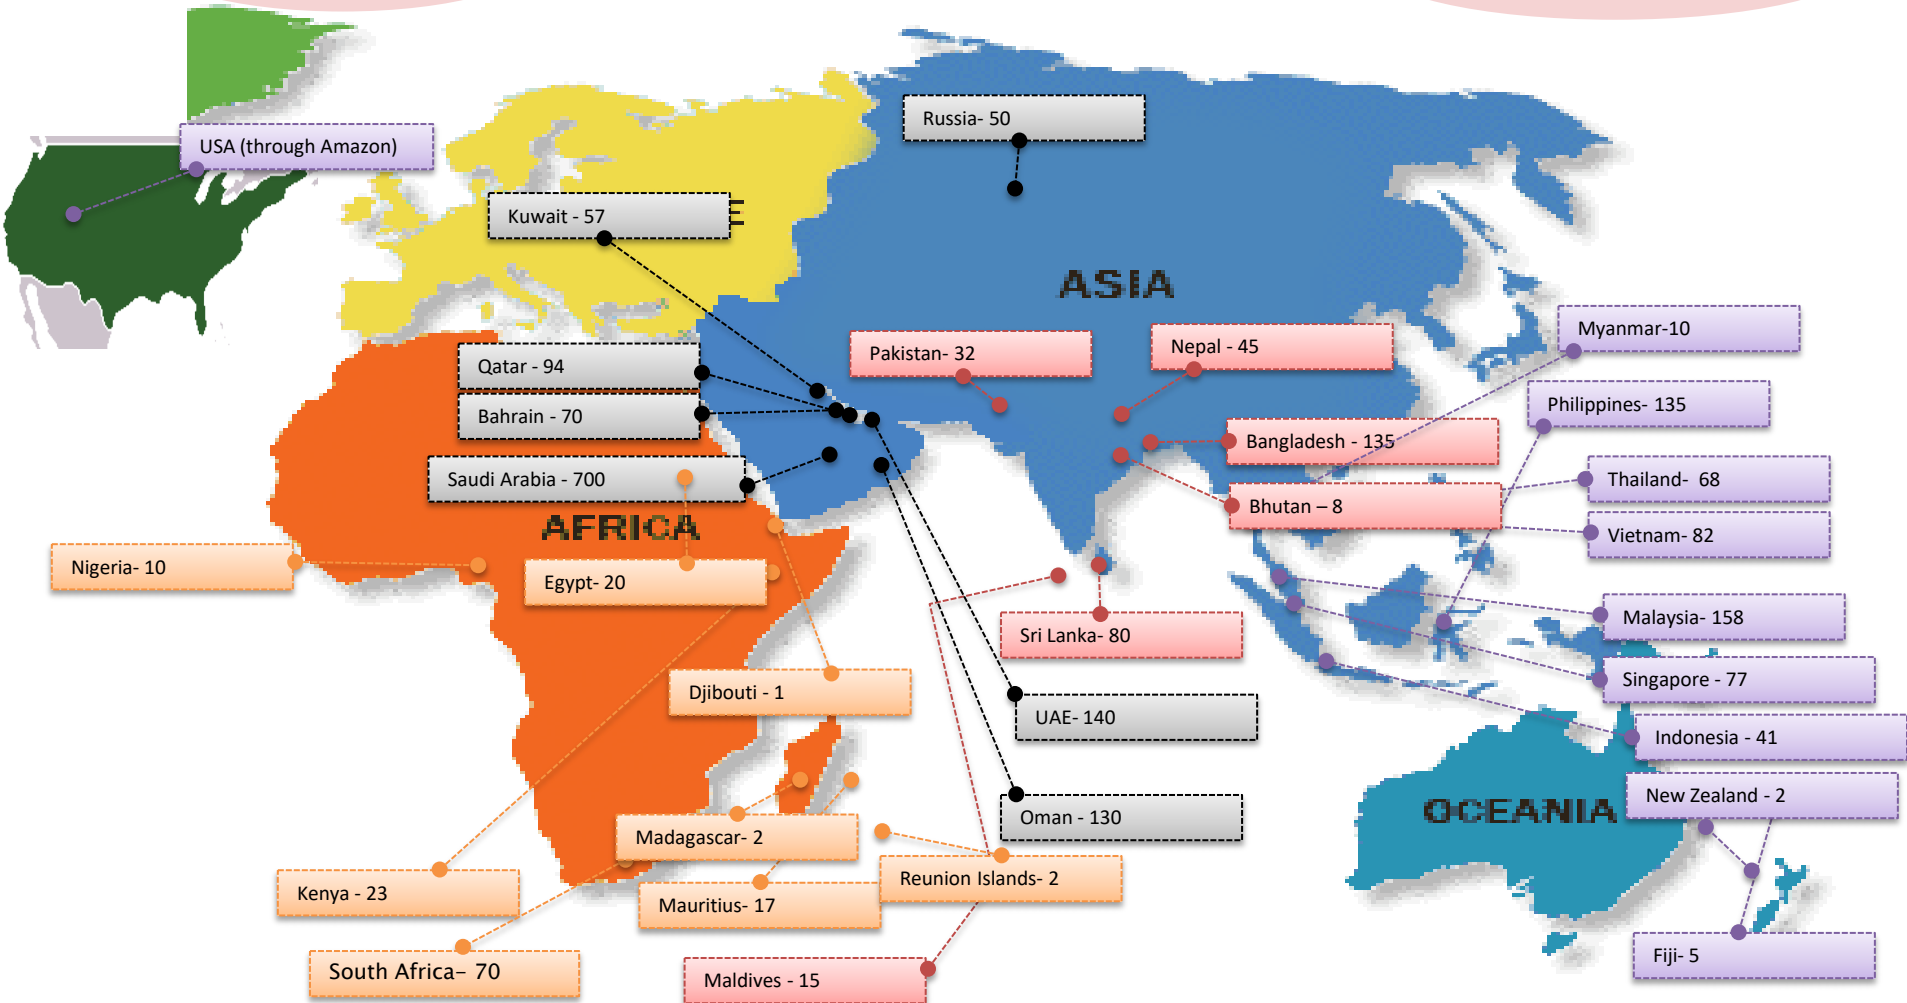 USA (through Amazon)
Russia- 50
Kuwait - 57
E
ASIA
Myanmar-10
Pakistan- 32
Nepal - 45
Qatar - 94
Bahrain - 70
Philippines- 135
Bangladesh - 135
Saudi Arabia - 700
Thailand- 68
Bhutan – 8
AFRICA
Vietnam- 82
Nigeria- 10
Egypt- 20
Malaysia- 158
Sri Lanka- 80
Singapore - 77
Djibouti - 1
UAE- 140
Indonesia - 41
New Zealand - 2
OCEANIA
Oman - 130
Madagascar- 2
Reunion Islands- 2
Kenya - 23
Mauritius- 17
Fiji- 5
South Africa– 70
Maldives - 15